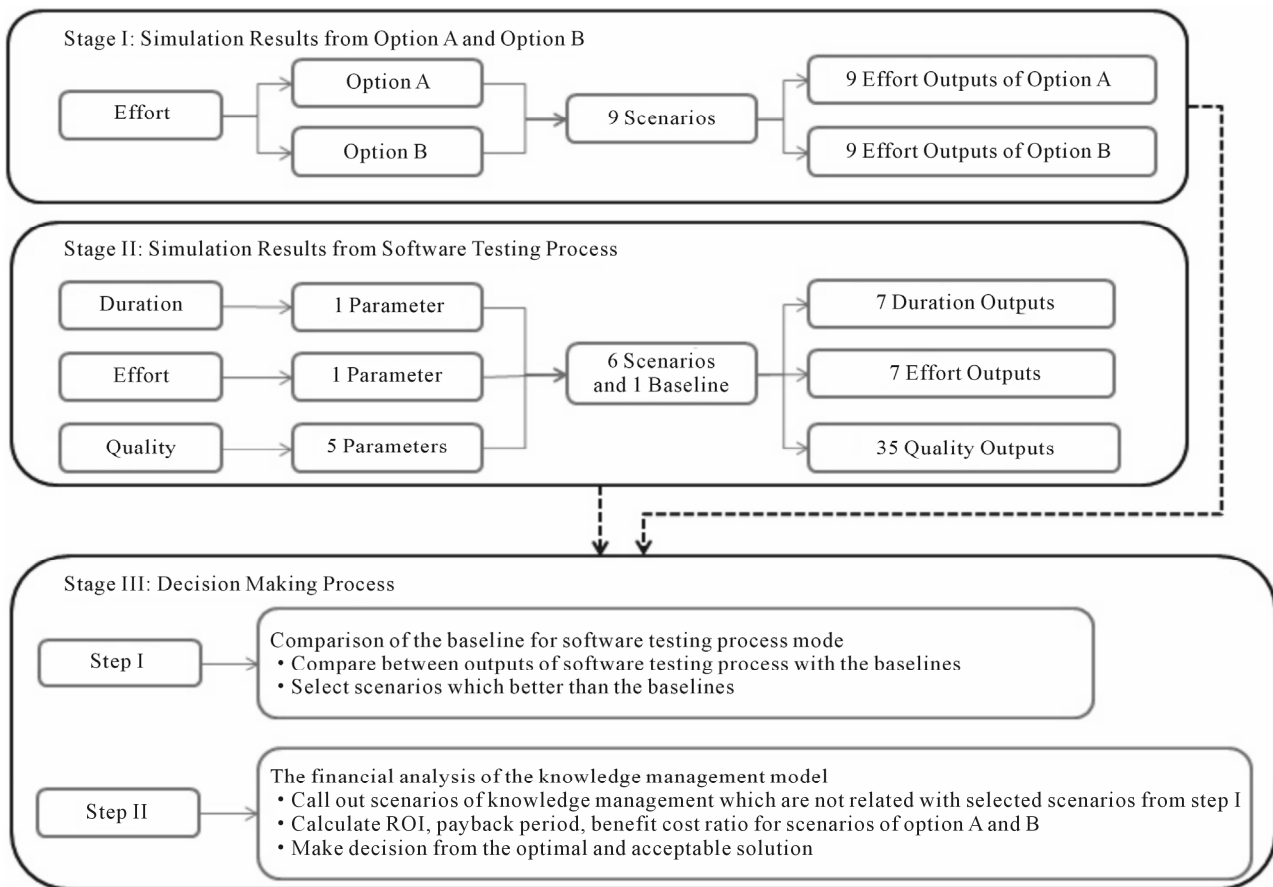 Stage I: Simulation Results from Option A and Option B
Effort
Option A
Option B
9 Scenarios
9 Effort Outputs of Option A
9 Effort Outputs of Option B
Stage II: Simulation Results from Software Testing Process
Duration
1 Parameter
Effort
1 Parameter
Quality
5 Parameters
6 Scenarios
and 1 Baseline
7 Duration Outputs
7 Effort Outputs
35 Quality Outputs
Stage III: Decision Making Process
Step I
Comparison of the baseline for software testing process mode
• Compare between outputs of software testing process with the baselines
• Select scenarios which better than the baselines
Step II
The financial analysis of the knowledge management model
• Call out scenarios of knowledge management which are not related with selected scenarios from step I
• Calculate ROI, payback period, benefit cost ratio for scenarios of option A and B
• Make decision from the optimal and acceptable solution